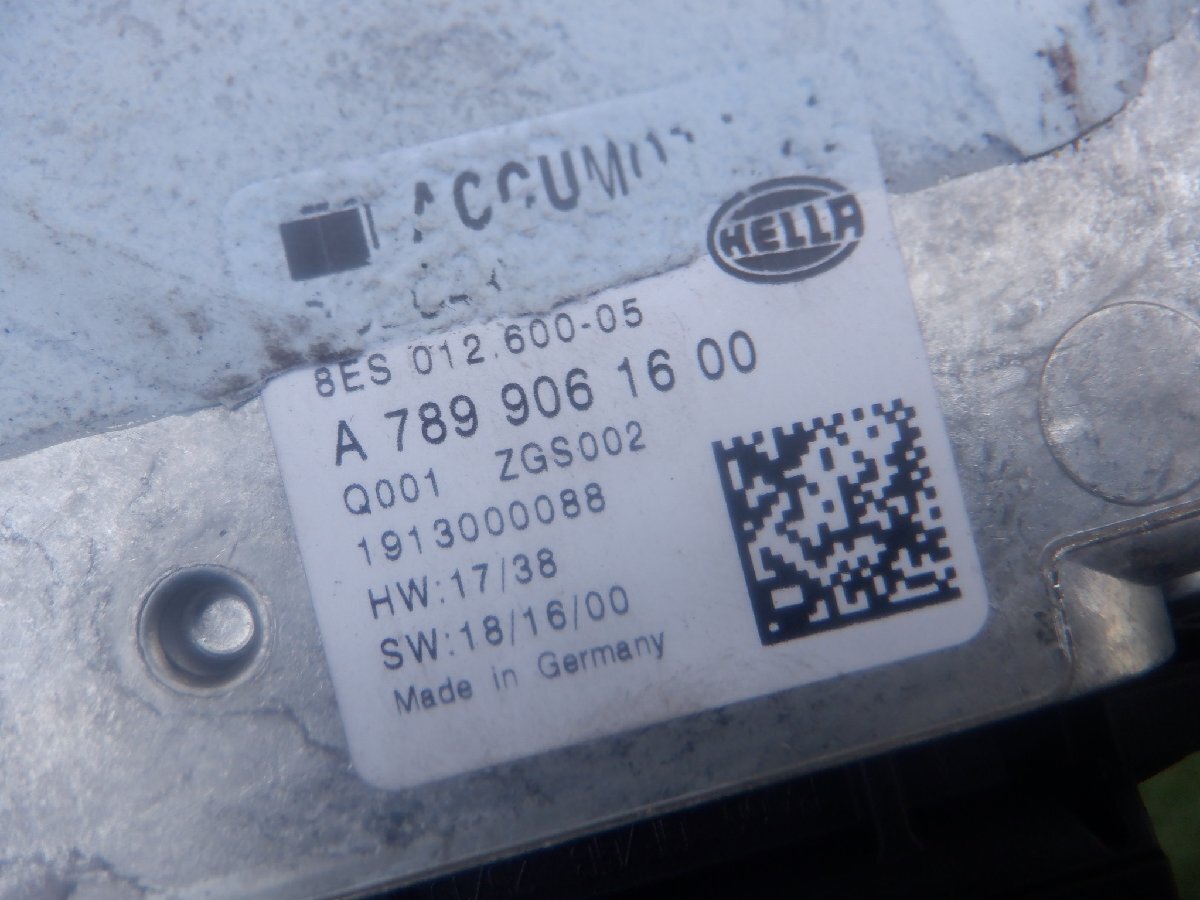 HELLA
8ES 012.600-05
A 789 906 16 00
Q001 ZGS002
1913000088
HW:17/38
SW:18/16/00
Made in Germany